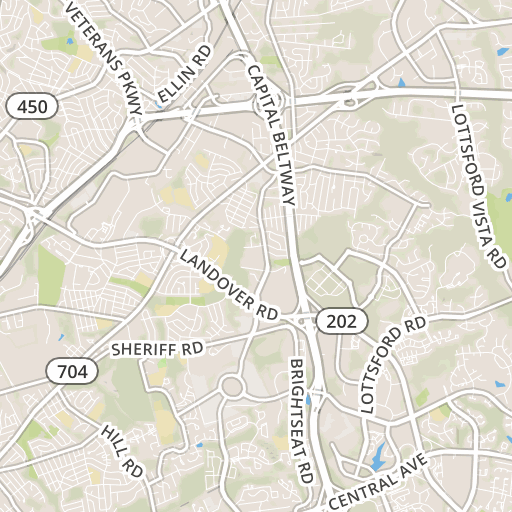 VETERANS PKWY
ELLIN RD
450
CAPITAL BELTWAY
LOTTSFORD VISTA RD
LANDOVER RD
202
SHERIFF RD
704
BRIGHTSEAT RD
LOTTSFORD RD
HILL RD
CENTRAL AVE